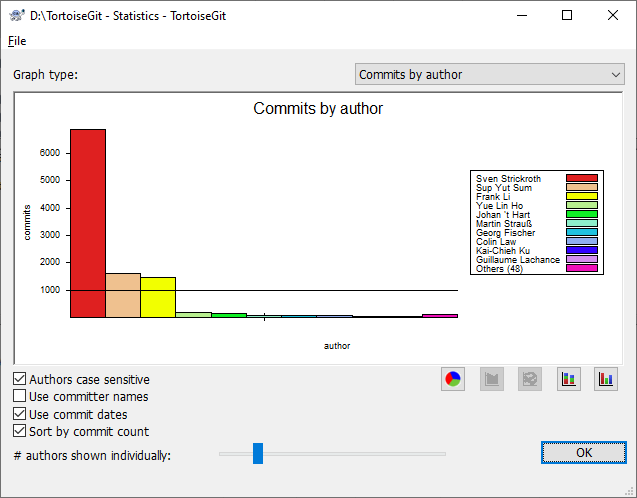 D:\TortoiseGit - Statistics - TortoiseGit
File
Graph type:
Commits by author
Commits by author
6000
5000
4000
3000
2000
1000
commits
author
Sven Strickroth
Sup Yut Sum
Frank Li
Yue Lin Ho
Johan 't Hart
Martin Strauß
Georg Fischer
Colin Law
Kai-Chieh Ku
Guillaume Lachance
Others (48)
Authors case sensitive
Use committer names
Use commit dates
Sort by commit count
# authors shown individually:
OK